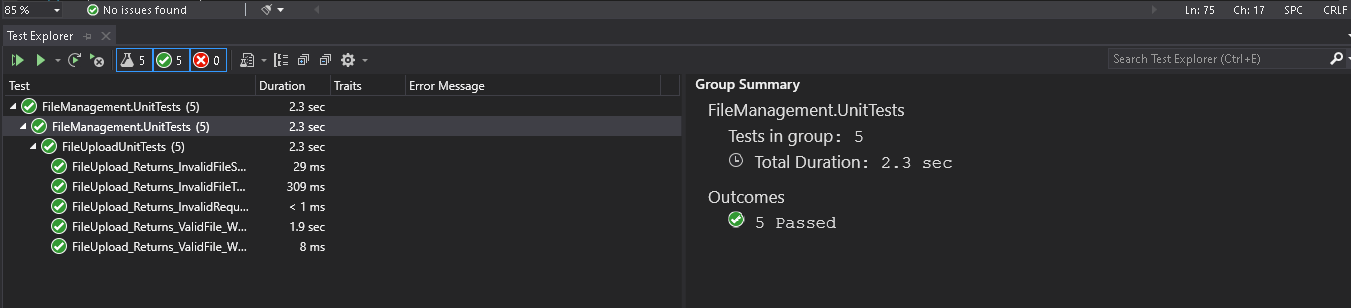 85 % No issues found Ln: 75 Ch: 17 SPC CRLF
Test Explorer
5 5 0 Search Test Explorer (Ctrl+E)
Test Duration Traits Error Message
FileManagement.UnitTests (5) 2.3 sec
FileManagement.UnitTests (5) 2.3 sec
FileUploadUnitTests (5) 2.3 sec
FileUpload_Returns_InvalidFileS... 29 ms
FileUpload_Returns_InvalidFileT... 309 ms
FileUpload_Returns_InvalidRequ... < 1 ms
FileUpload_Returns_ValidFile_W... 1.9 sec
FileUpload_Returns_ValidFile_W... 8 ms
Group Summary
FileManagement.UnitTests
Tests in group: 5
Total Duration: 2.3 sec
Outcomes
5 Passed